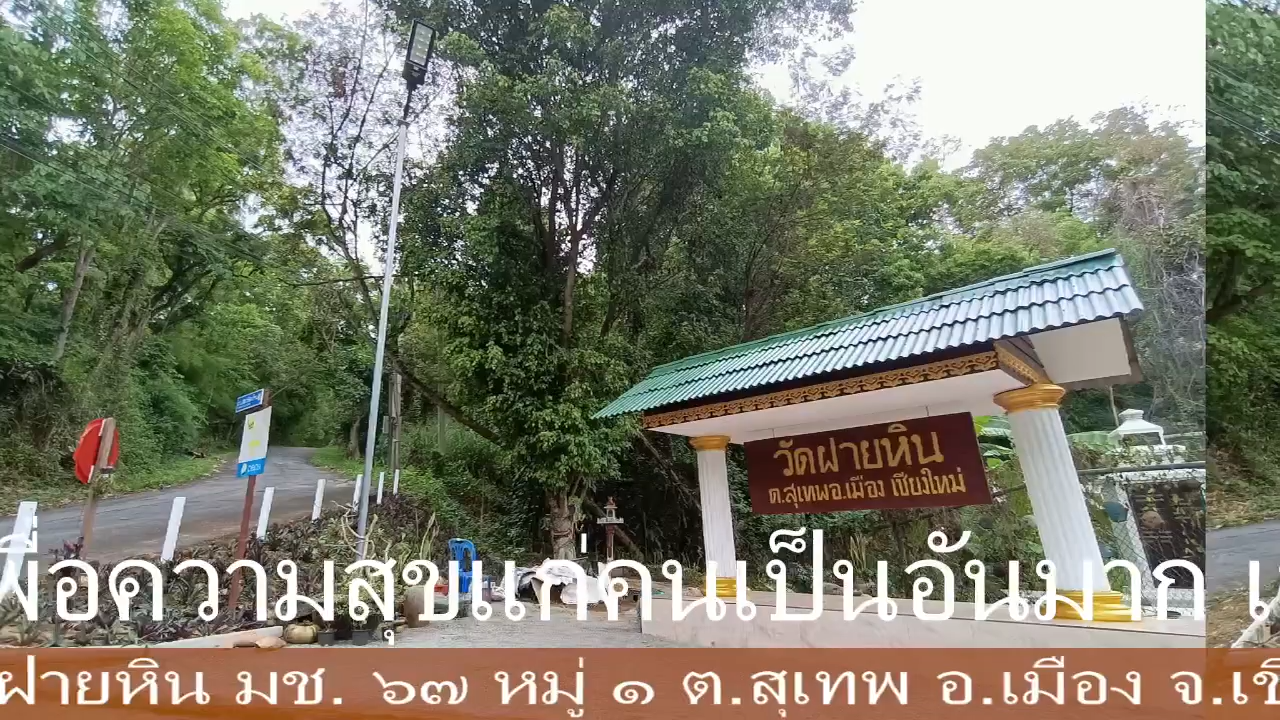 วัดฝายหิน
ต.สุเทพอ.เมือง เชียงใหม่
พื่อความสุขแก่คนเป็นอันมาก เ
ฝายหิน มช. ๖๗ หมู่ ๑ ต.สุเทพ อ.เมือง จ.เชิ